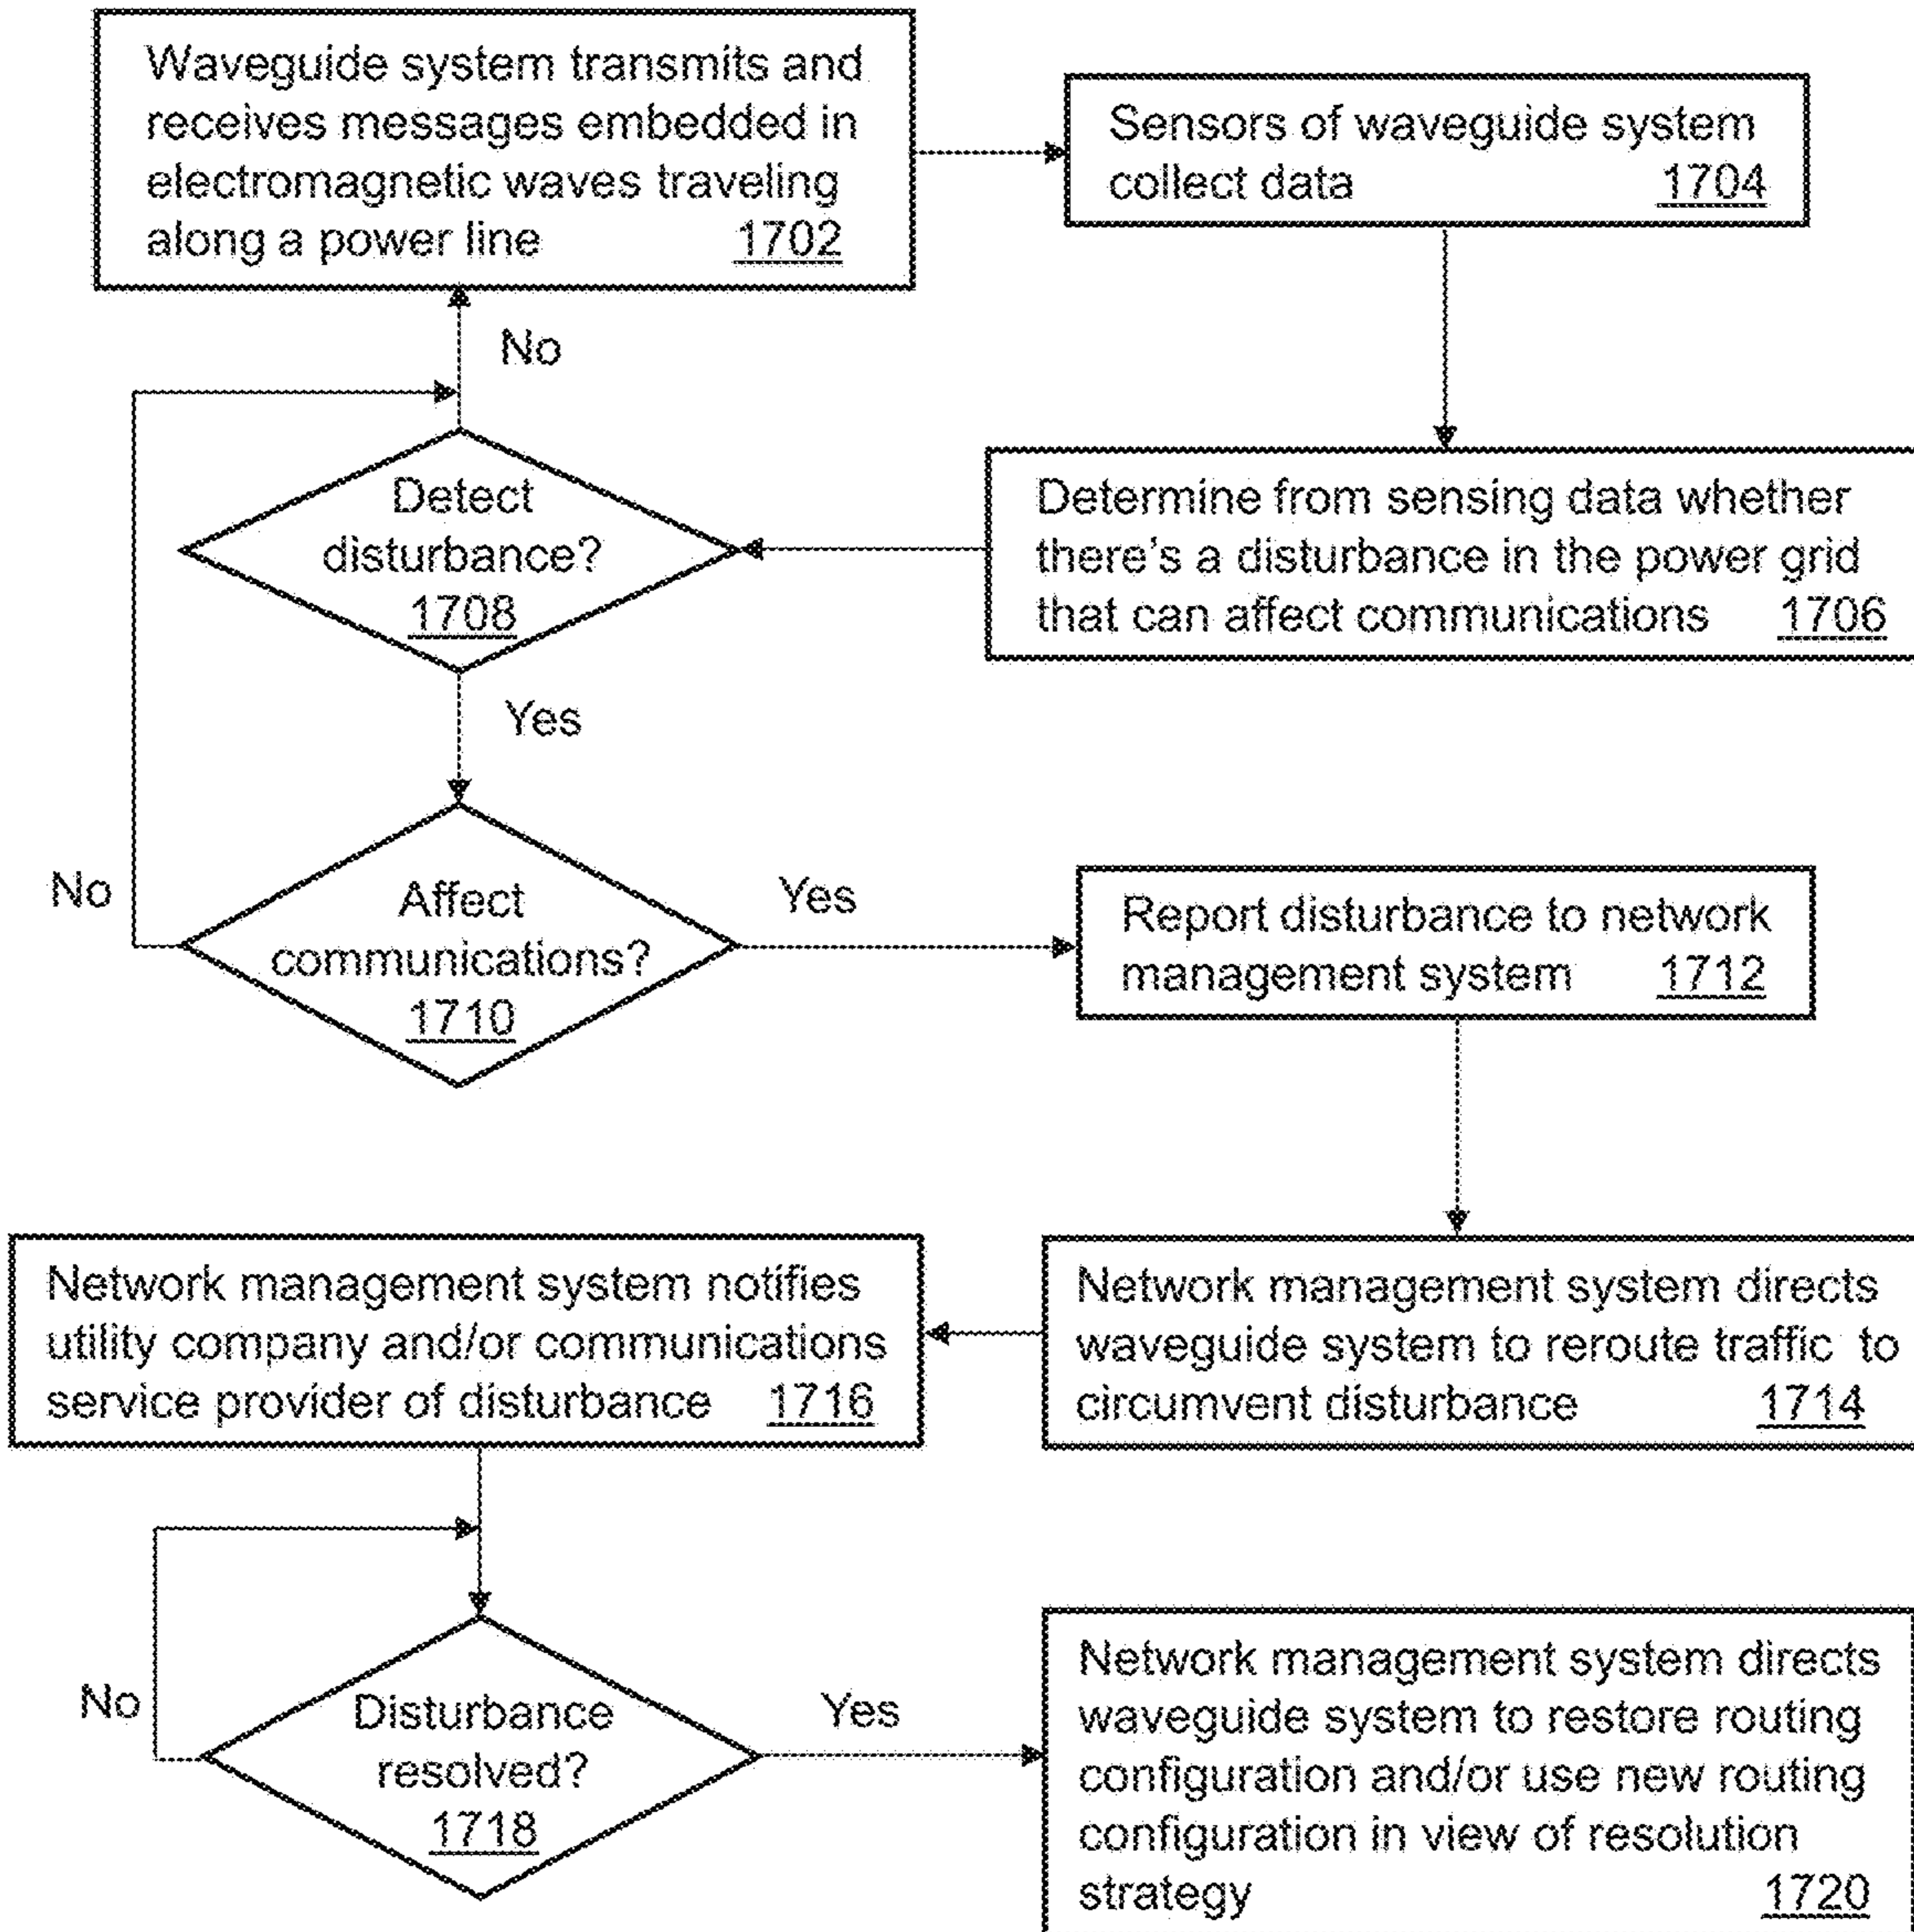 Waveguide system transmits and
receives messages embedded in
electromagnetic waves traveling
along a power line 1702
Sensors of waveguide system
collect data 1704
No
Detect
disturbance?
1708
Determine from sensing data whether
there's a disturbance in the power grid
that can affect communications 1706
Yes
No
Affect
communications?
1710
Yes
Report disturbance to network
management system 1712
Network management system notifies
utility company and/or communications
service provider of disturbance 1716
Network management system directs
waveguide system to reroute traffic to
circumvent disturbance 1714
No
Disturbance
resolved?
1718
Yes
Network management system directs
waveguide system to restore routing
configuration and/or use new routing
configuration in view of resolution
strategy 1720